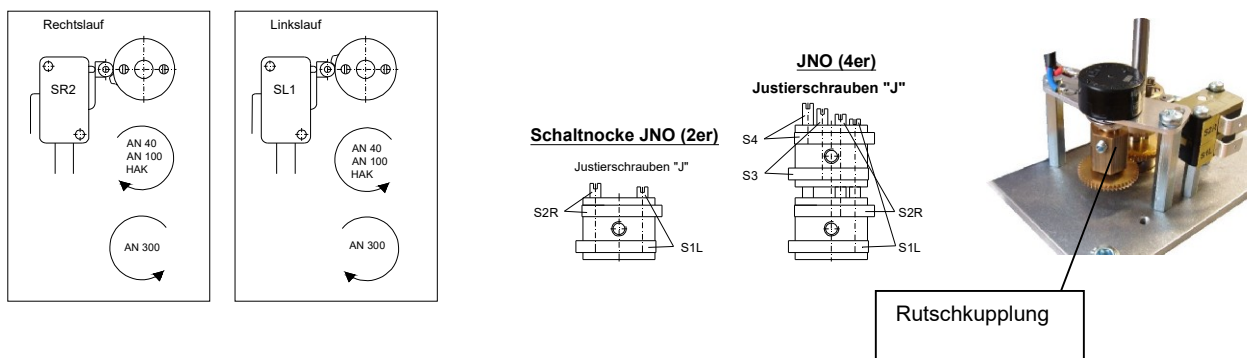 Rechtslauf
SR2
AN 40
AN 100
HAK
AN 300
Linkslauf
SL1
AN 40
AN 100
HAK
AN 300
Schaltnocke JNO (2er)
Justierschrauben "J"
S2R
S1L
JNO (4er)
Justierschrauben "J"
S4
S3
S2R
S1L
S1L
Rutschkupplung